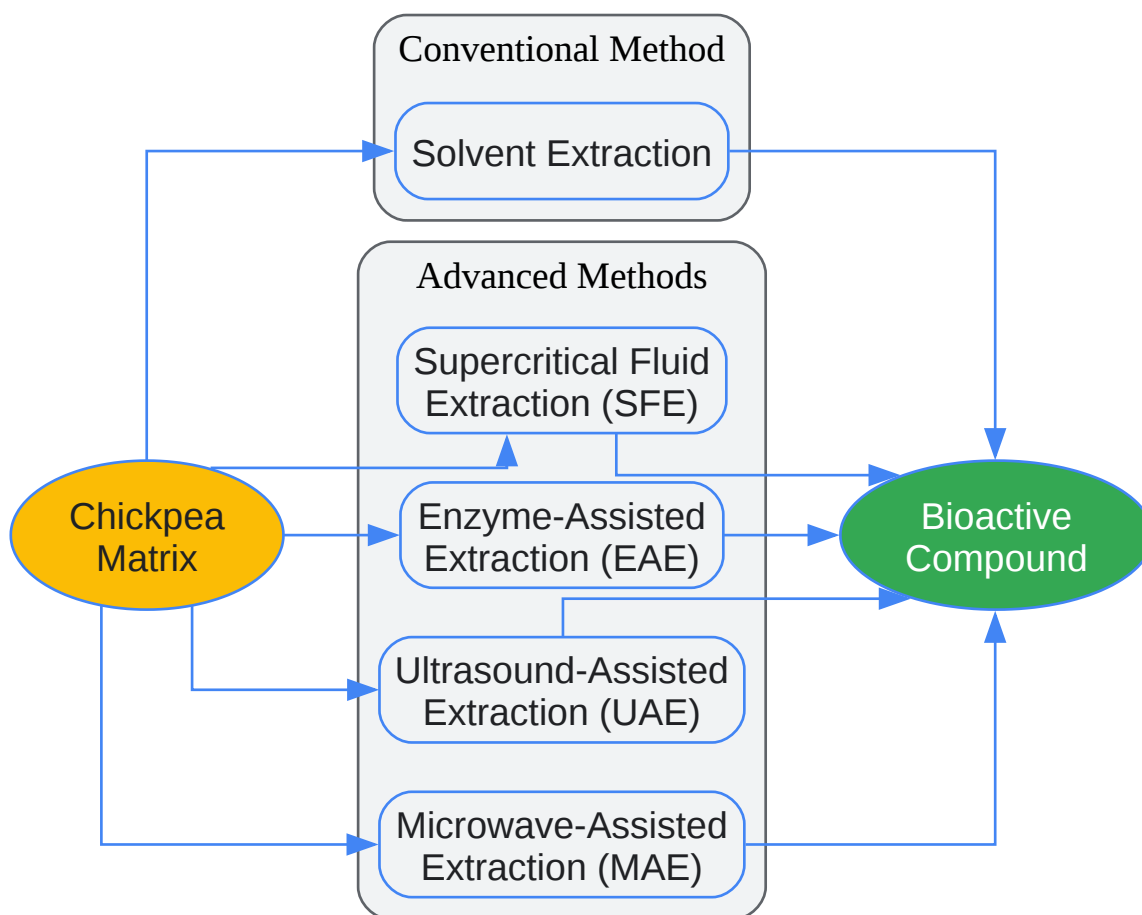 Conventional Method
Solvent Extraction
Advanced Methods
Supercritical Fluid
Extraction (SFE)
Chickpea
Matrix
Enzyme-Assisted
Extraction (EAE)
Bioactive
Compound
Ultrasound-Assisted
Extraction (UAE)
Microwave-Assisted
Extraction (MAE)